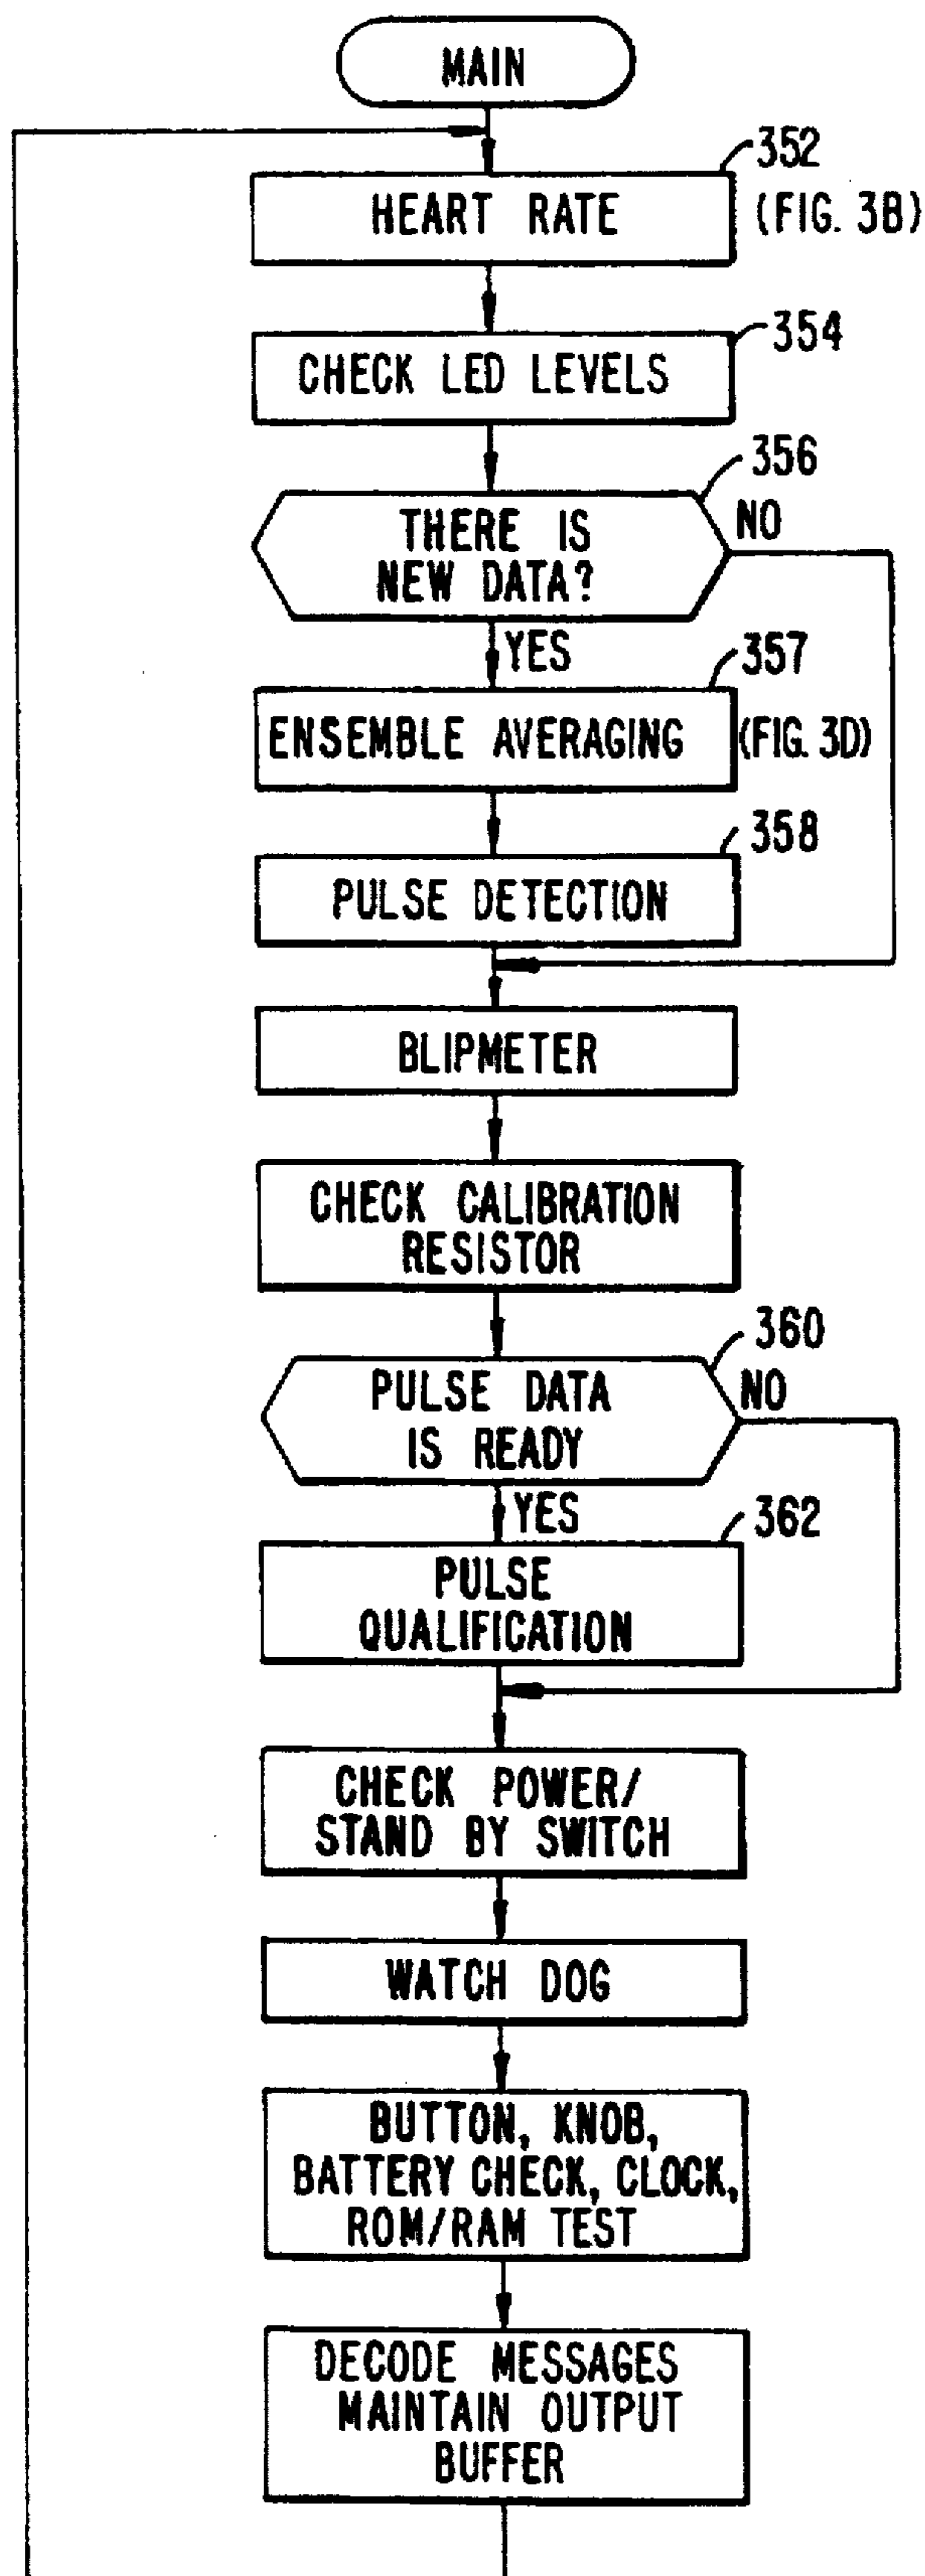 MAIN
352
HEART RATE
(FIG. 3B)
354
CHECK LED LEVELS
356
THERE IS
NO
NEW DATA?
YES
357
ENSEMBLE AVERAGING
(FIG. 3D)
358
PULSE DETECTION
BLIPMETER
CHECK CALIBRATION
RESISTOR
360
PULSE DATA
NO
IS READY
YES
362
PULSE
QUALIFICATION
CHECK POWER/
STAND BY SWITCH
WATCH DOG
BUTTON, KNOB,
BATTERY CHECK, CLOCK,
ROM/RAM TEST
DECODE MESSAGES
MAINTAIN OUTPUT
BUFFER